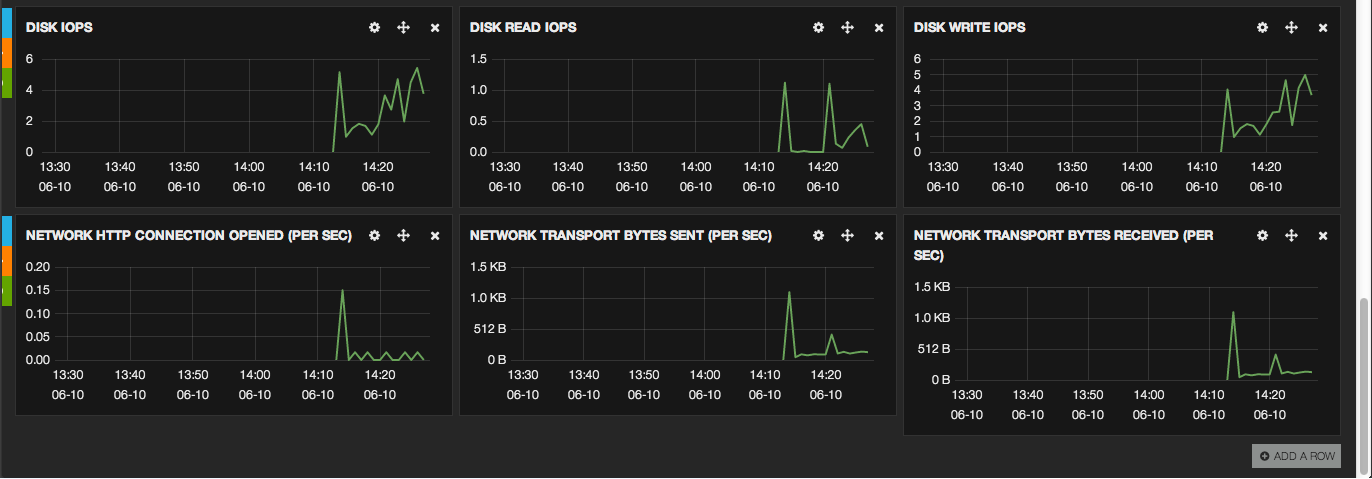 DISK IOPS
6
4
2
0
13:30 13:40 13:50 14:00 14:10 14:20
06-10 06-10 06-10 06-10 06-10 06-10
DISK READ IOPS
1.5
1.0
0.5
0.0
13:30 13:40 13:50 14:00 14:10 14:20
06-10 06-10 06-10 06-10 06-10 06-10
DISK WRITE IOPS
6
5
4
3
2
1
0
13:30 13:40 13:50 14:00 14:10 14:20
06-10 06-10 06-10 06-10 06-10 06-10
NETWORK HTTP CONNECTION OPENED (PER SEC)
0.20
0.15
0.10
0.05
0.00
13:30 13:40 13:50 14:00 14:10 14:20
06-10 06-10 06-10 06-10 06-10 06-10
NETWORK TRANSPORT BYTES SENT (PER SEC)
1.5 KB
1.0 KB
512 B
0 B
13:30 13:40 13:50 14:00 14:10 14:20
06-10 06-10 06-10 06-10 06-10 06-10
NETWORK TRANSPORT BYTES RECEIVED (PER
SEC)
1.5 KB
1.0 KB
512 B
0 B
13:30 13:40 13:50 14:00 14:10 14:20
06-10 06-10 06-10 06-10 06-10 06-10
ADD A ROW